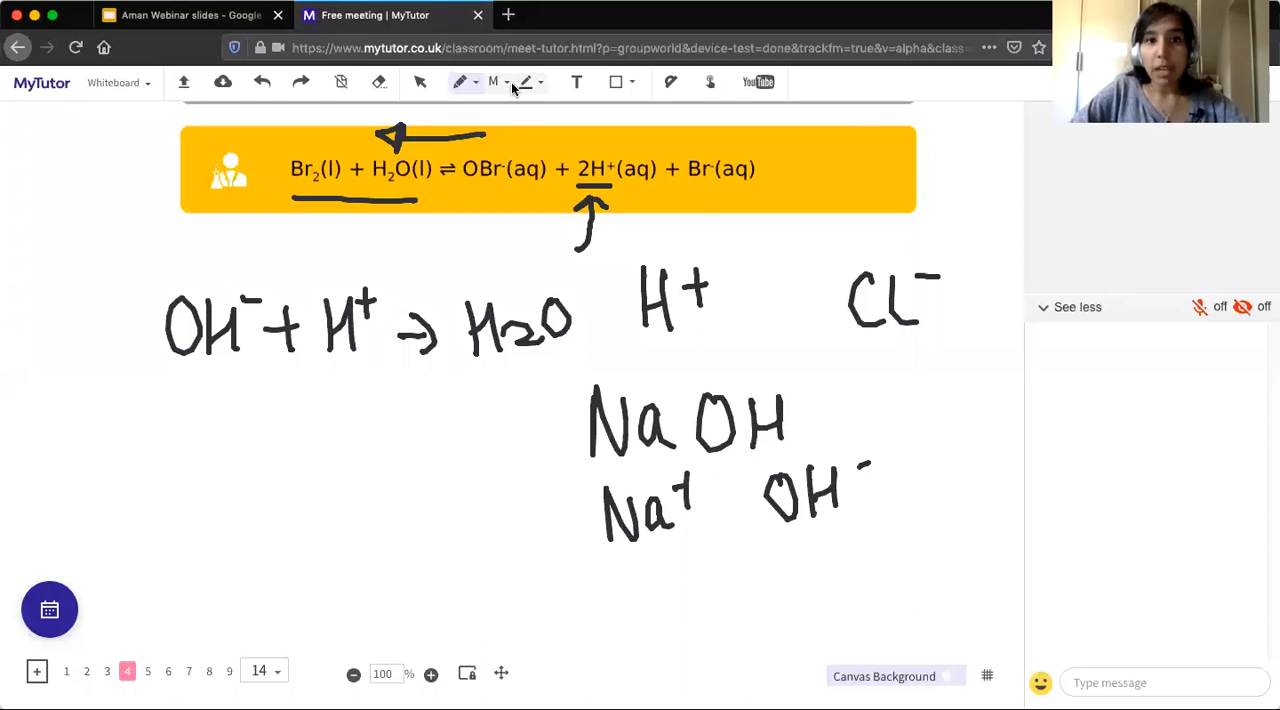 Aman Webinar slides - Google
Free meeting | MyTutor
https://www.mytutor.co.uk/classroom/meet-tutor.html?p=groupworld&device-test=done&trackfm=true&v=alpha&class=
MyTutor Whiteboard M T YouTube
Br₂(l) + H₂O(l) ⇌ OBr⁻(aq) + 2H⁺(aq) + Br⁻(aq)
H⁺ Cl⁻
OH⁻ + H⁺ → H₂O
NaOH
Na⁺ OH⁻
See less off off
+ 1 2 3 4 5 6 7 8 9 14 100 % Canvas Background
Type message